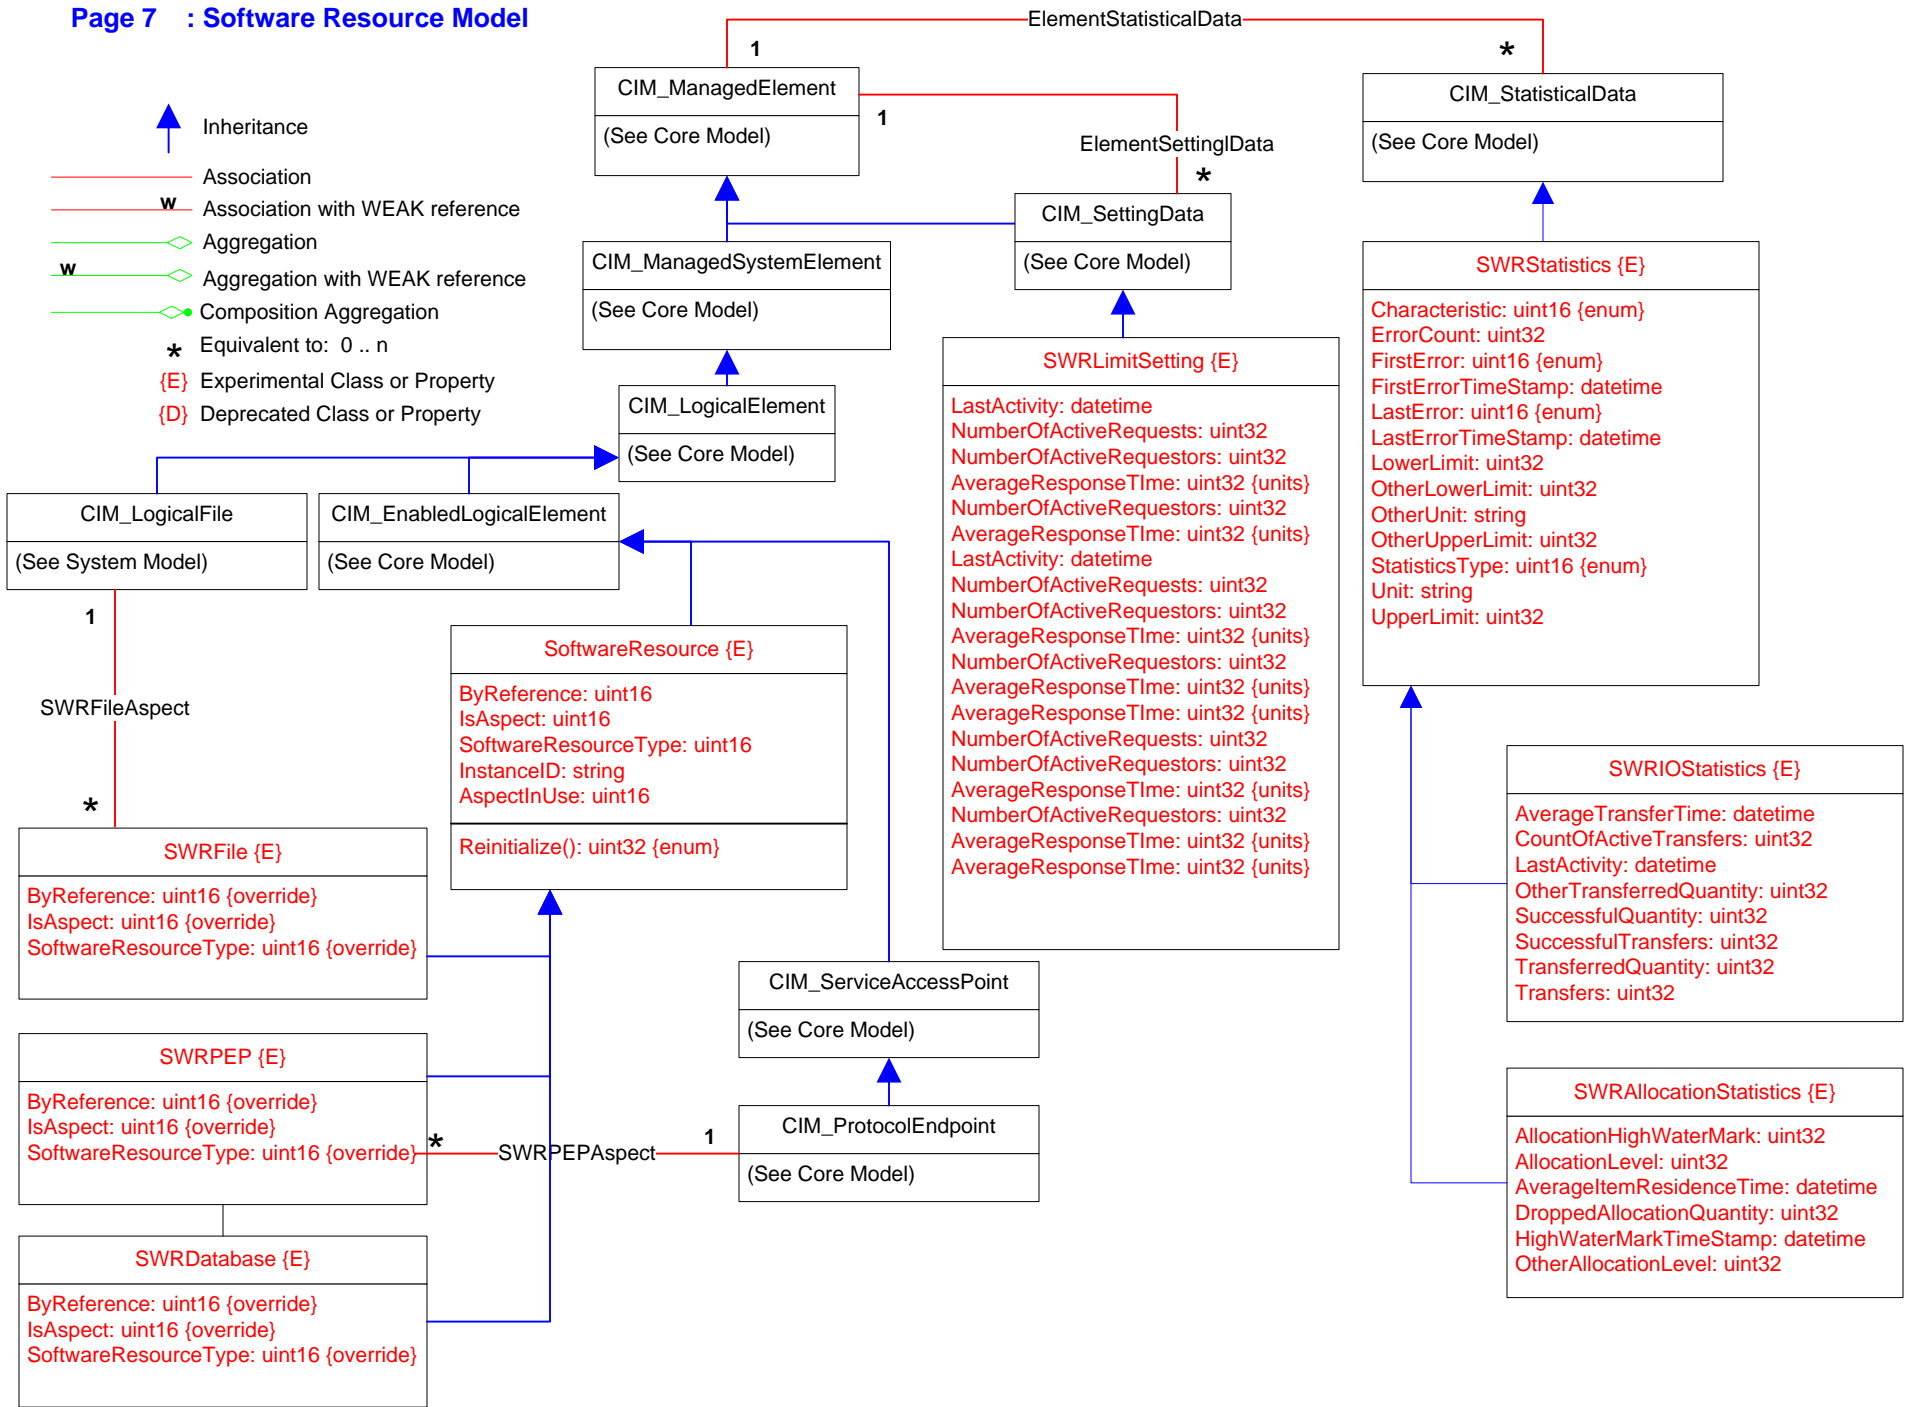 Page 7 : Software Resource Model
Inheritance
Association
w
Association with WEAK reference
Aggregation
w
Aggregation with WEAK reference
Composition Aggregation
* Equivalent to: 0 .. n
{E} Experimental Class or Property
{D} Deprecated Class or Property
ElementStatisticalData
1
*
CIM_ManagedElement
(See Core Model)
1
ElementSettinglData
*
CIM_StatisticalData
(See Core Model)
CIM_SettingData
(See Core Model)
CIM_ManagedSystemElement
(See Core Model)
CIM_LogicalElement
(See Core Model)
CIM_LogicalFile
(See System Model)
CIM_EnabledLogicalElement
(See Core Model)
1
SWRFileAspect
*
SWRLimitSetting {E}
LastActivity: datetime
NumberOfActiveRequests: uint32
NumberOfActiveRequestors: uint32
AverageResponseTIme: uint32 {units}
NumberOfActiveRequestors: uint32
AverageResponseTIme: uint32 {units}
LastActivity: datetime
NumberOfActiveRequests: uint32
NumberOfActiveRequestors: uint32
AverageResponseTIme: uint32 {units}
NumberOfActiveRequestors: uint32
AverageResponseTIme: uint32 {units}
AverageResponseTIme: uint32 {units}
NumberOfActiveRequests: uint32
NumberOfActiveRequestors: uint32
AverageResponseTIme: uint32 {units}
NumberOfActiveRequestors: uint32
AverageResponseTIme: uint32 {units}
AverageResponseTIme: uint32 {units}
SWRStatistics {E}
Characteristic: uint16 {enum}
ErrorCount: uint32
FirstError: uint16 {enum}
FirstErrorTimeStamp: datetime
LastError: uint16 {enum}
LastErrorTimeStamp: datetime
LowerLimit: uint32
OtherLowerLimit: uint32
OtherUnit: string
OtherUpperLimit: uint32
StatisticsType: uint16 {enum}
Unit: string
UpperLimit: uint32
SoftwareResource {E}
ByReference: uint16
IsAspect: uint16
SoftwareResourceType: uint16
InstanceID: string
AspectInUse: uint16
Reinitialize(): uint32 {enum}
SWRIOStatistics {E}
AverageTransferTime: datetime
CountOfActiveTransfers: uint32
LastActivity: datetime
OtherTransferredQuantity: uint32
SuccessfulQuantity: uint32
SuccessfulTransfers: uint32
TransferredQuantity: uint32
Transfers: uint32
SWRFile {E}
ByReference: uint16 {override}
IsAspect: uint16 {override}
SoftwareResourceType: uint16 {override}
CIM_ServiceAccessPoint
(See Core Model)
SWRPEP {E}
ByReference: uint16 {override}
IsAspect: uint16 {override}
SoftwareResourceType: uint16 {override}
*
SWRPEPAspect
1
CIM_ProtocolEndpoint
(See Core Model)
SWRAllocationStatistics {E}
AllocationHighWaterMark: uint32
AllocationLevel: uint32
AverageItemResidenceTime: datetime
DroppedAllocationQuantity: uint32
HighWaterMarkTimeStamp: datetime
OtherAllocationLevel: uint32
SWRDatabase {E}
ByReference: uint16 {override}
IsAspect: uint16 {override}
SoftwareResourceType: uint16 {override}